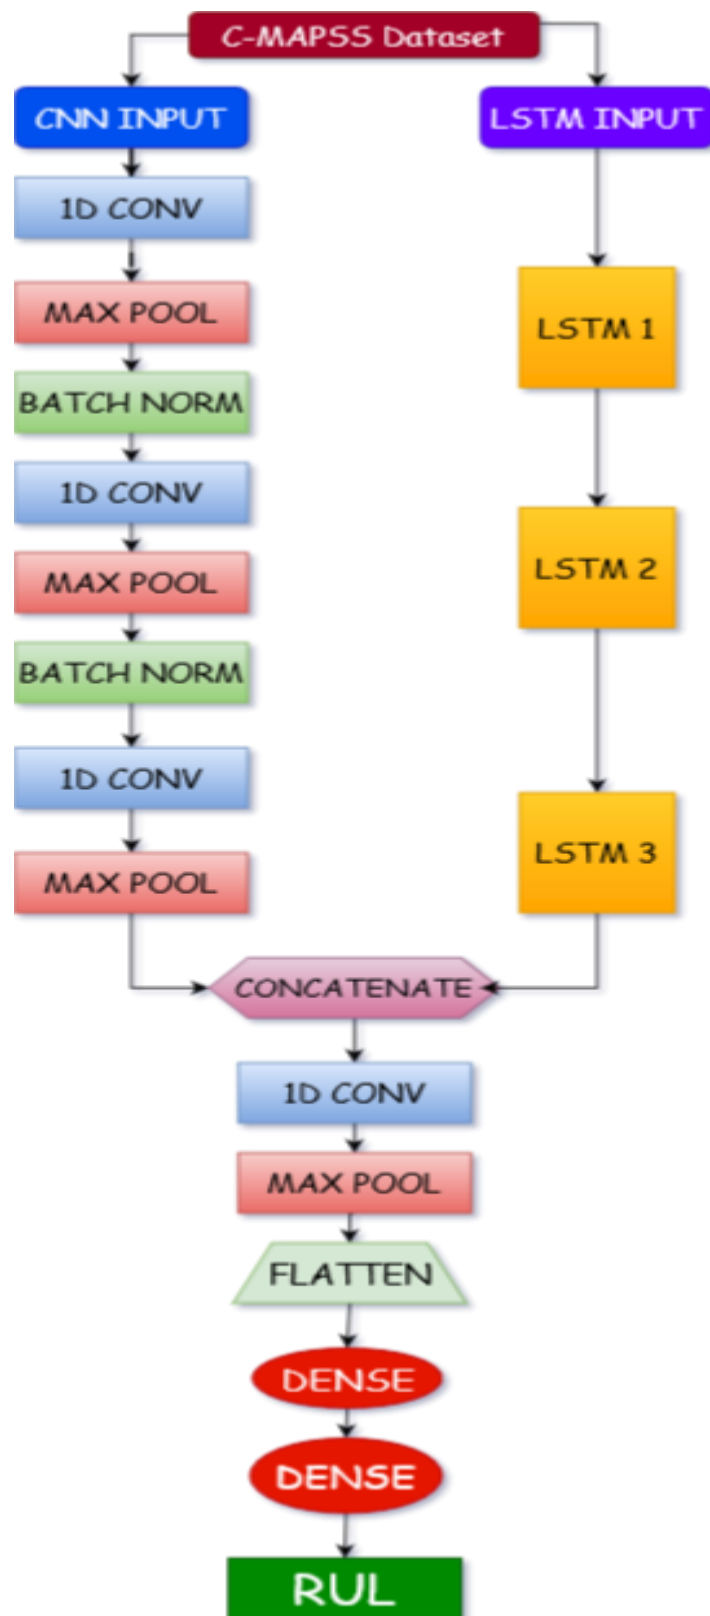 C-MAPSS Dataset
CNN INPUT
LSTM INPUT
1D CONV
MAX POOL
LSTM 1
BATCH NORM
1D CONV
LSTM 2
MAX POOL
BATCH NORM
1D CONV
LSTM 3
MAX POOL
CONCATENATE
1D CONV
MAX POOL
FLATTEN
DENSE
DENSE
RUL